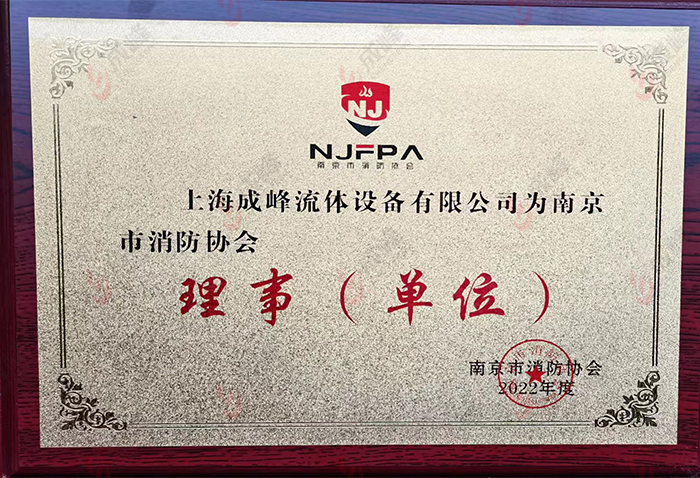 NJ
NJFPA
南京市消防协会
上海成峰流体设备有限公司为南京
市消防协会
理事（单位）
南京市消防协会
2022年度